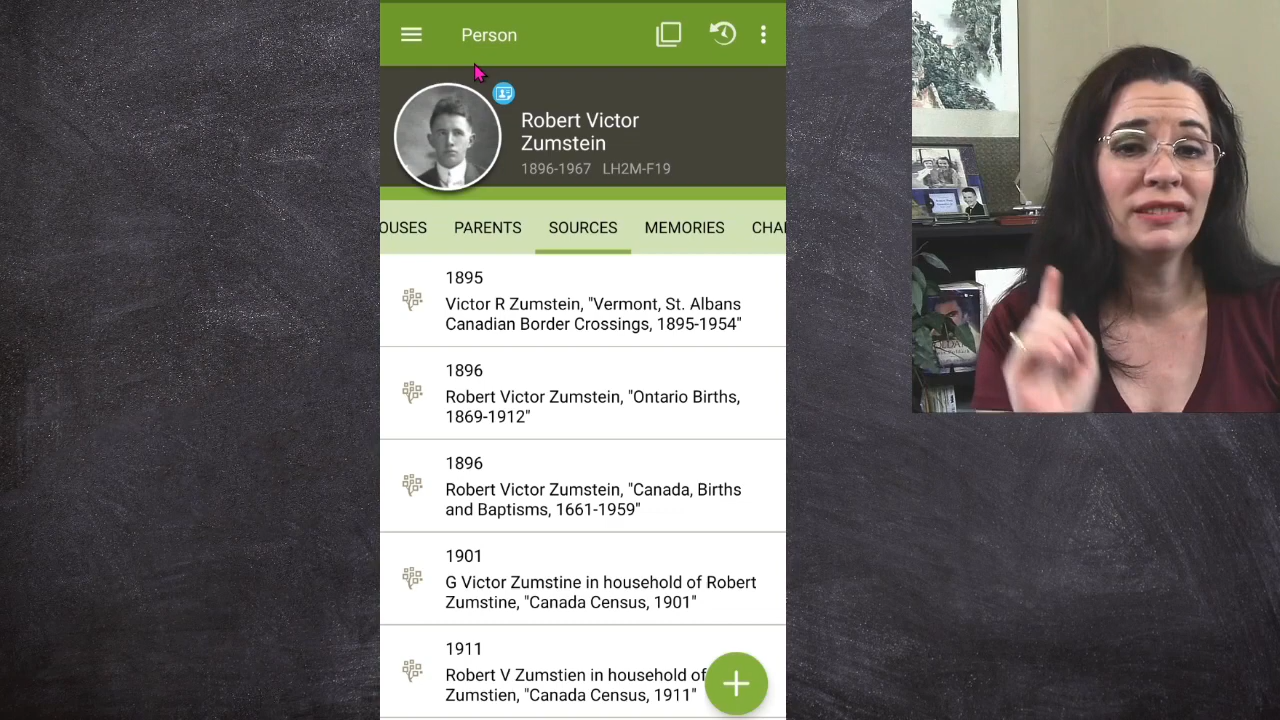 Person
Robert Victor
Zumstein
1896-1967 LH2M-F19
OUSES PARENTS SOURCES MEMORIES CHA
1895
Victor R Zumstein, "Vermont, St. Albans
Canadian Border Crossings, 1895-1954"
1896
Robert Victor Zumstein, "Ontario Births,
1869-1912"
1896
Robert Victor Zumstein, "Canada, Births
and Baptisms, 1661-1959"
1901
G Victor Zumstine in household of Robert
Zumstine, "Canada Census, 1901"
1911
Robert V Zumstien in household of
Zumstien, "Canada Census, 1911"